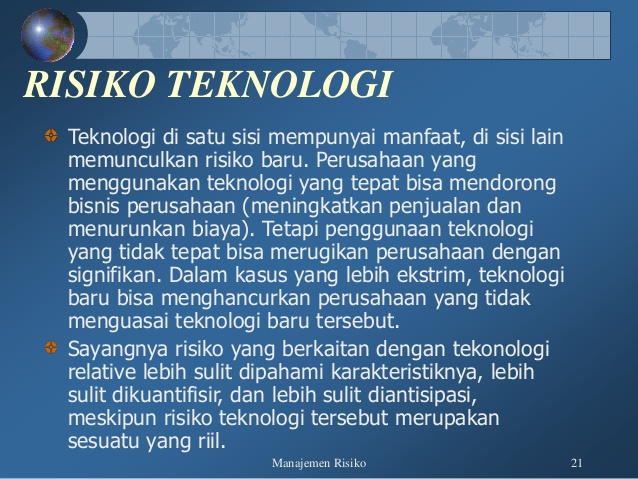 RISIKO TEKNOLOGI
Teknologi di satu sisi mempunyai manfaat, di sisi lain
memunculkan risiko baru. Perusahaan yang
menggunakan teknologi yang tepat bisa mendorong
bisnis perusahaan (meningkatkan penjualan dan
menurunkan biaya). Tetapi penggunaan teknologi
yang tidak tepat bisa merugikan perusahaan dengan
signifikan. Dalam kasus yang lebih ekstrim, teknologi
baru bisa menghancurkan perusahaan yang tidak
menguasai teknologi baru tersebut.
Sayangnya risiko yang berkaitan dengan tekonologi
relative lebih sulit dipahami karakteristiknya, lebih
sulit dikuantifisir, dan lebih sulit diantisipasi,
meskipun risiko teknologi tersebut merupakan
sesuatu yang riil.
Manajemen Risiko 21